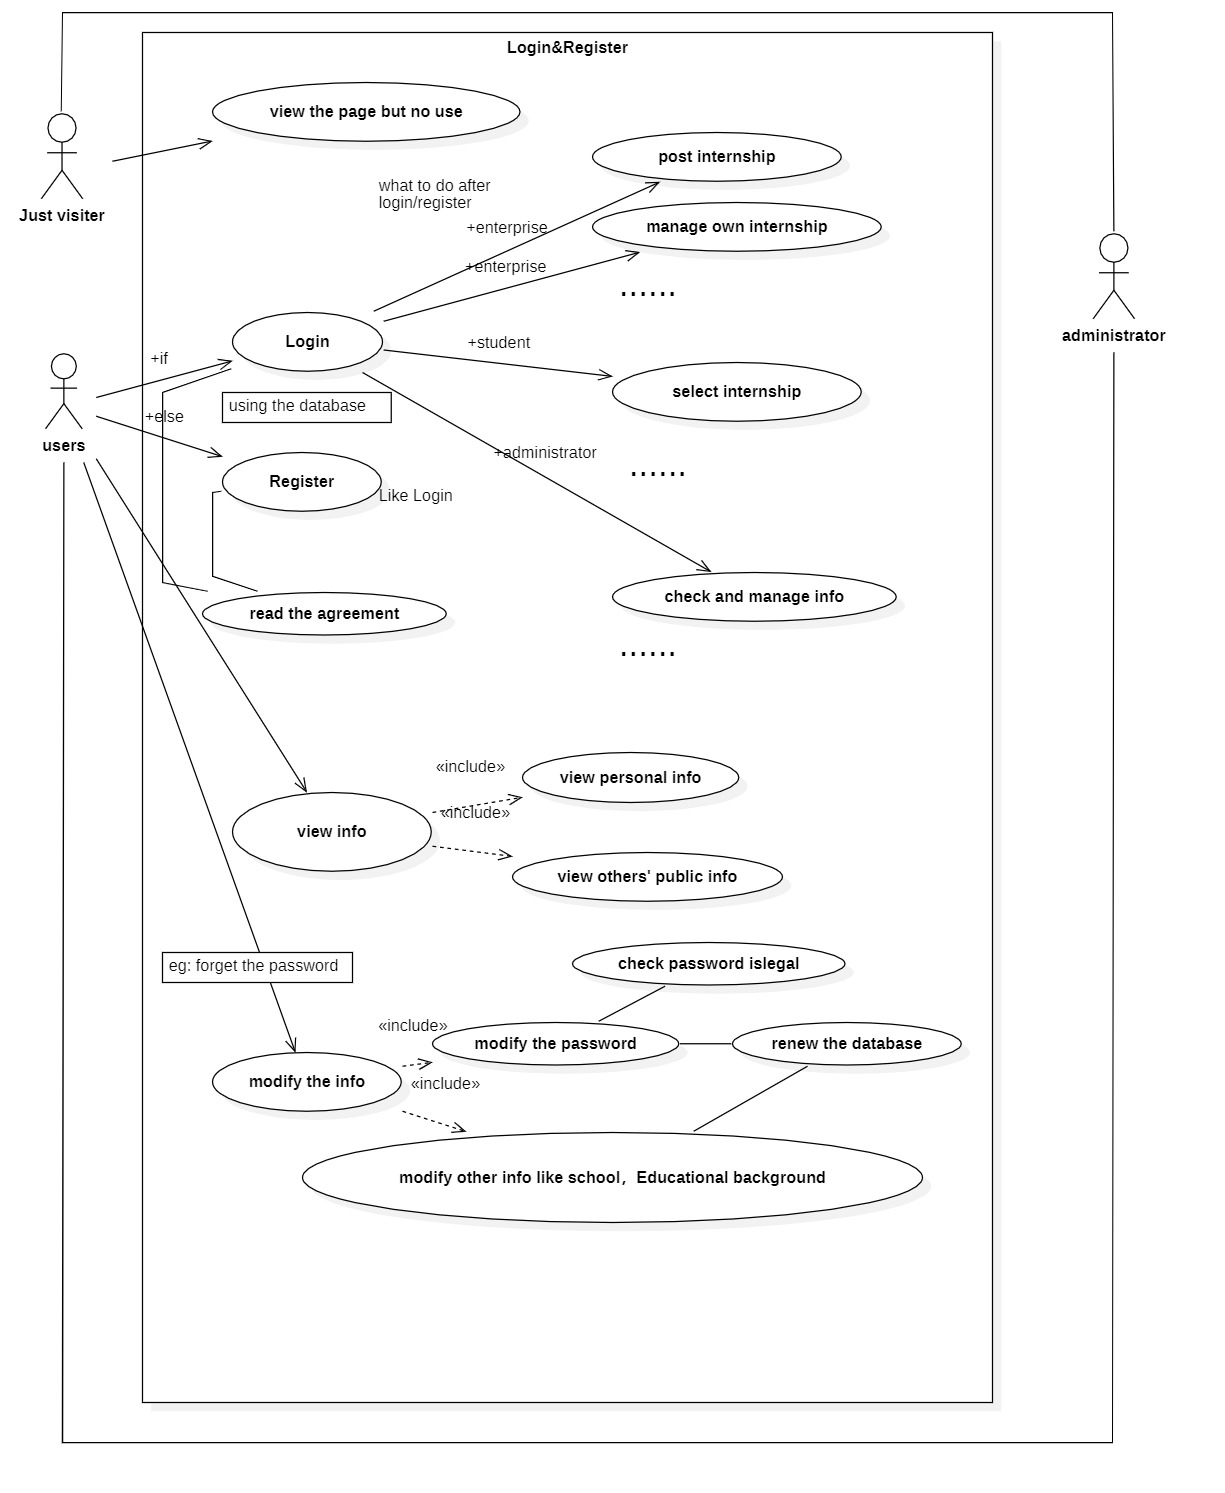 Login&Register
view the page but no use
post internship
what to do after
login/register
Just visiter
+enterprise
manage own internship
+enterprise
......
administrator
Login
+student
+if
select internship
using the database
+else
users
+administrator
......
Register
Like Login
check and manage info
read the agreement
......
«include»
view personal info
«include»
view info
view others' public info
eg: forget the password
check password islegal
«include»
modify the password
renew the database
modify the info
«include»
modify other info like school，Educational background